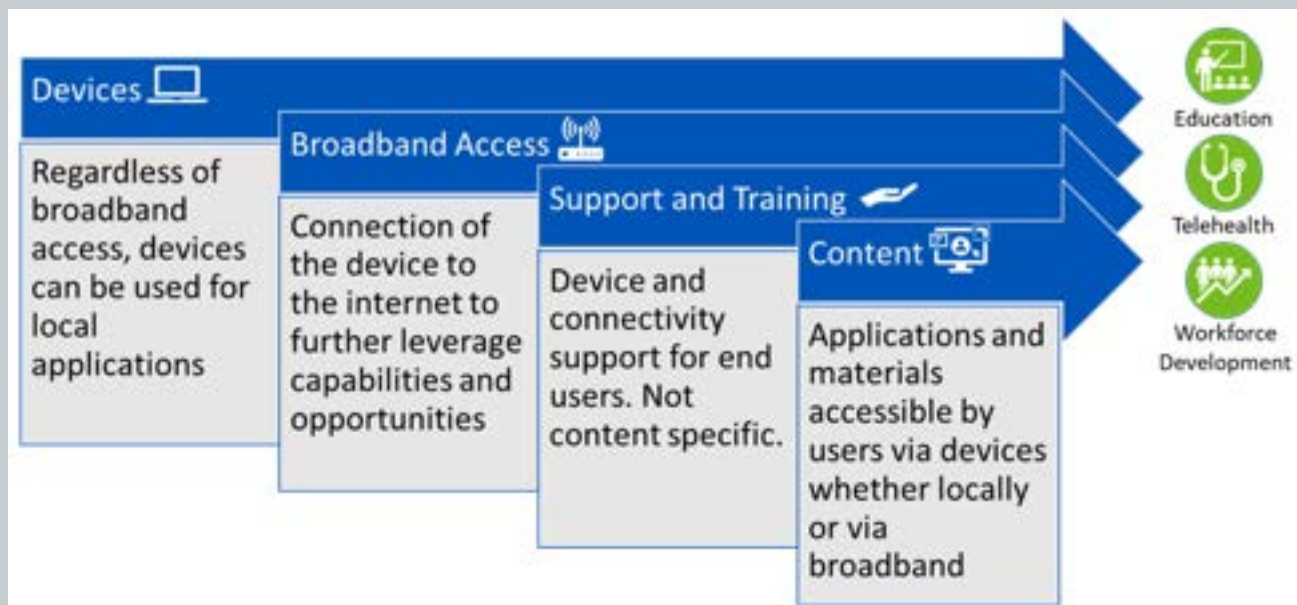 Devices
Regardless of
broadband
access, devices
can be used for
local
applications
Broadband Access
Connection of
the device to
the internet to
further leverage
capabilities and
opportunities
Support and Training
Device and
connectivity
support for end
users. Not
content specific.
Content
Applications and
materials
accessible by
users via devices
whether locally
or via
broadband
Education
Telehealth
Workforce
Development